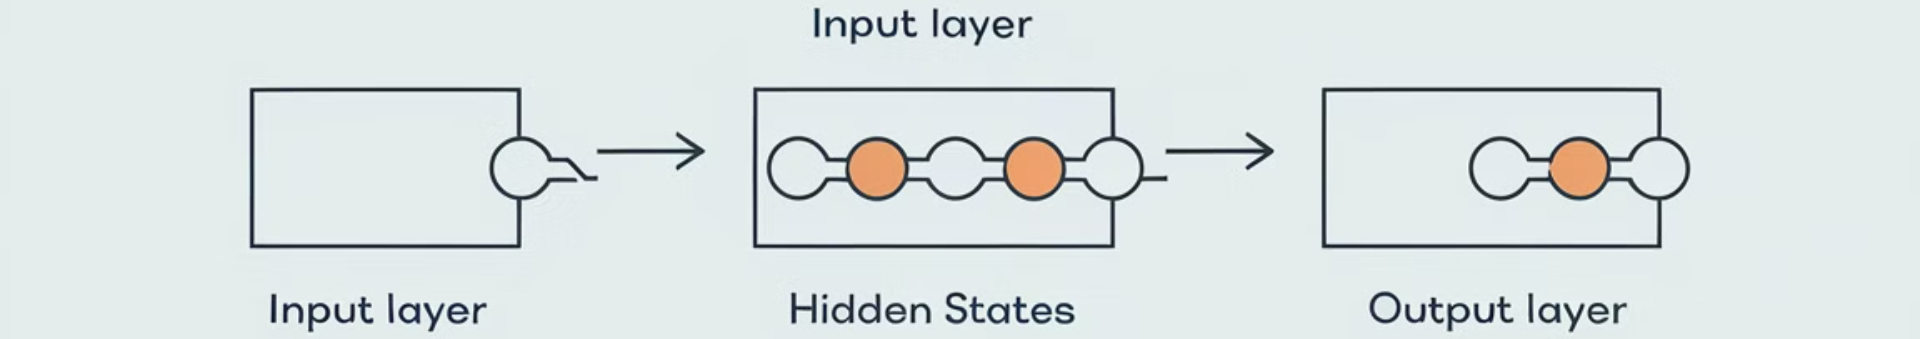 Input layer
Input layer
Hidden States
Output layer